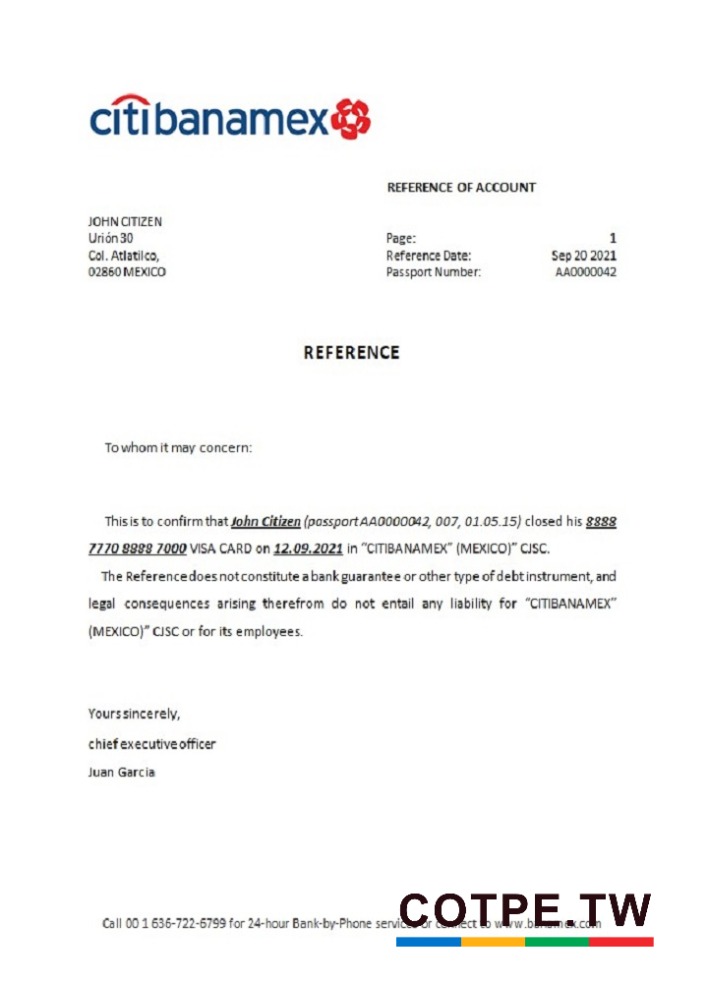 citibanamex
REFERENCE OF ACCOUNT
JOHN CITIZEN
Urión 30
Col. Atlatilco,
02860 MEXICO
Page: 1
Reference Date: Sep 20 2021
Passport Number: AA0000042
REFERENCE
To whom it may concern:
This is to confirm that John Citizen (passport AA0000042, 007, 01.05.15) closed his 8888
7770 8888 7000 VISA CARD on 12.09.2021 in “CITIBANAMEX” (MEXICO)” CJSC.
The Reference does not constitute a bank guarantee or other type of debt instrument, and
legal consequences arising therefrom do not entail any liability for “CITIBANAMEX”
(MEXICO)” CJSC or for its employees.
Yours sincerely,
chief executive officer
Juan Garcia
COTPE.TW
Call 00 1 636-722-6799 for 24-hour Bank-by-Phone services or connect to www.banamex.com